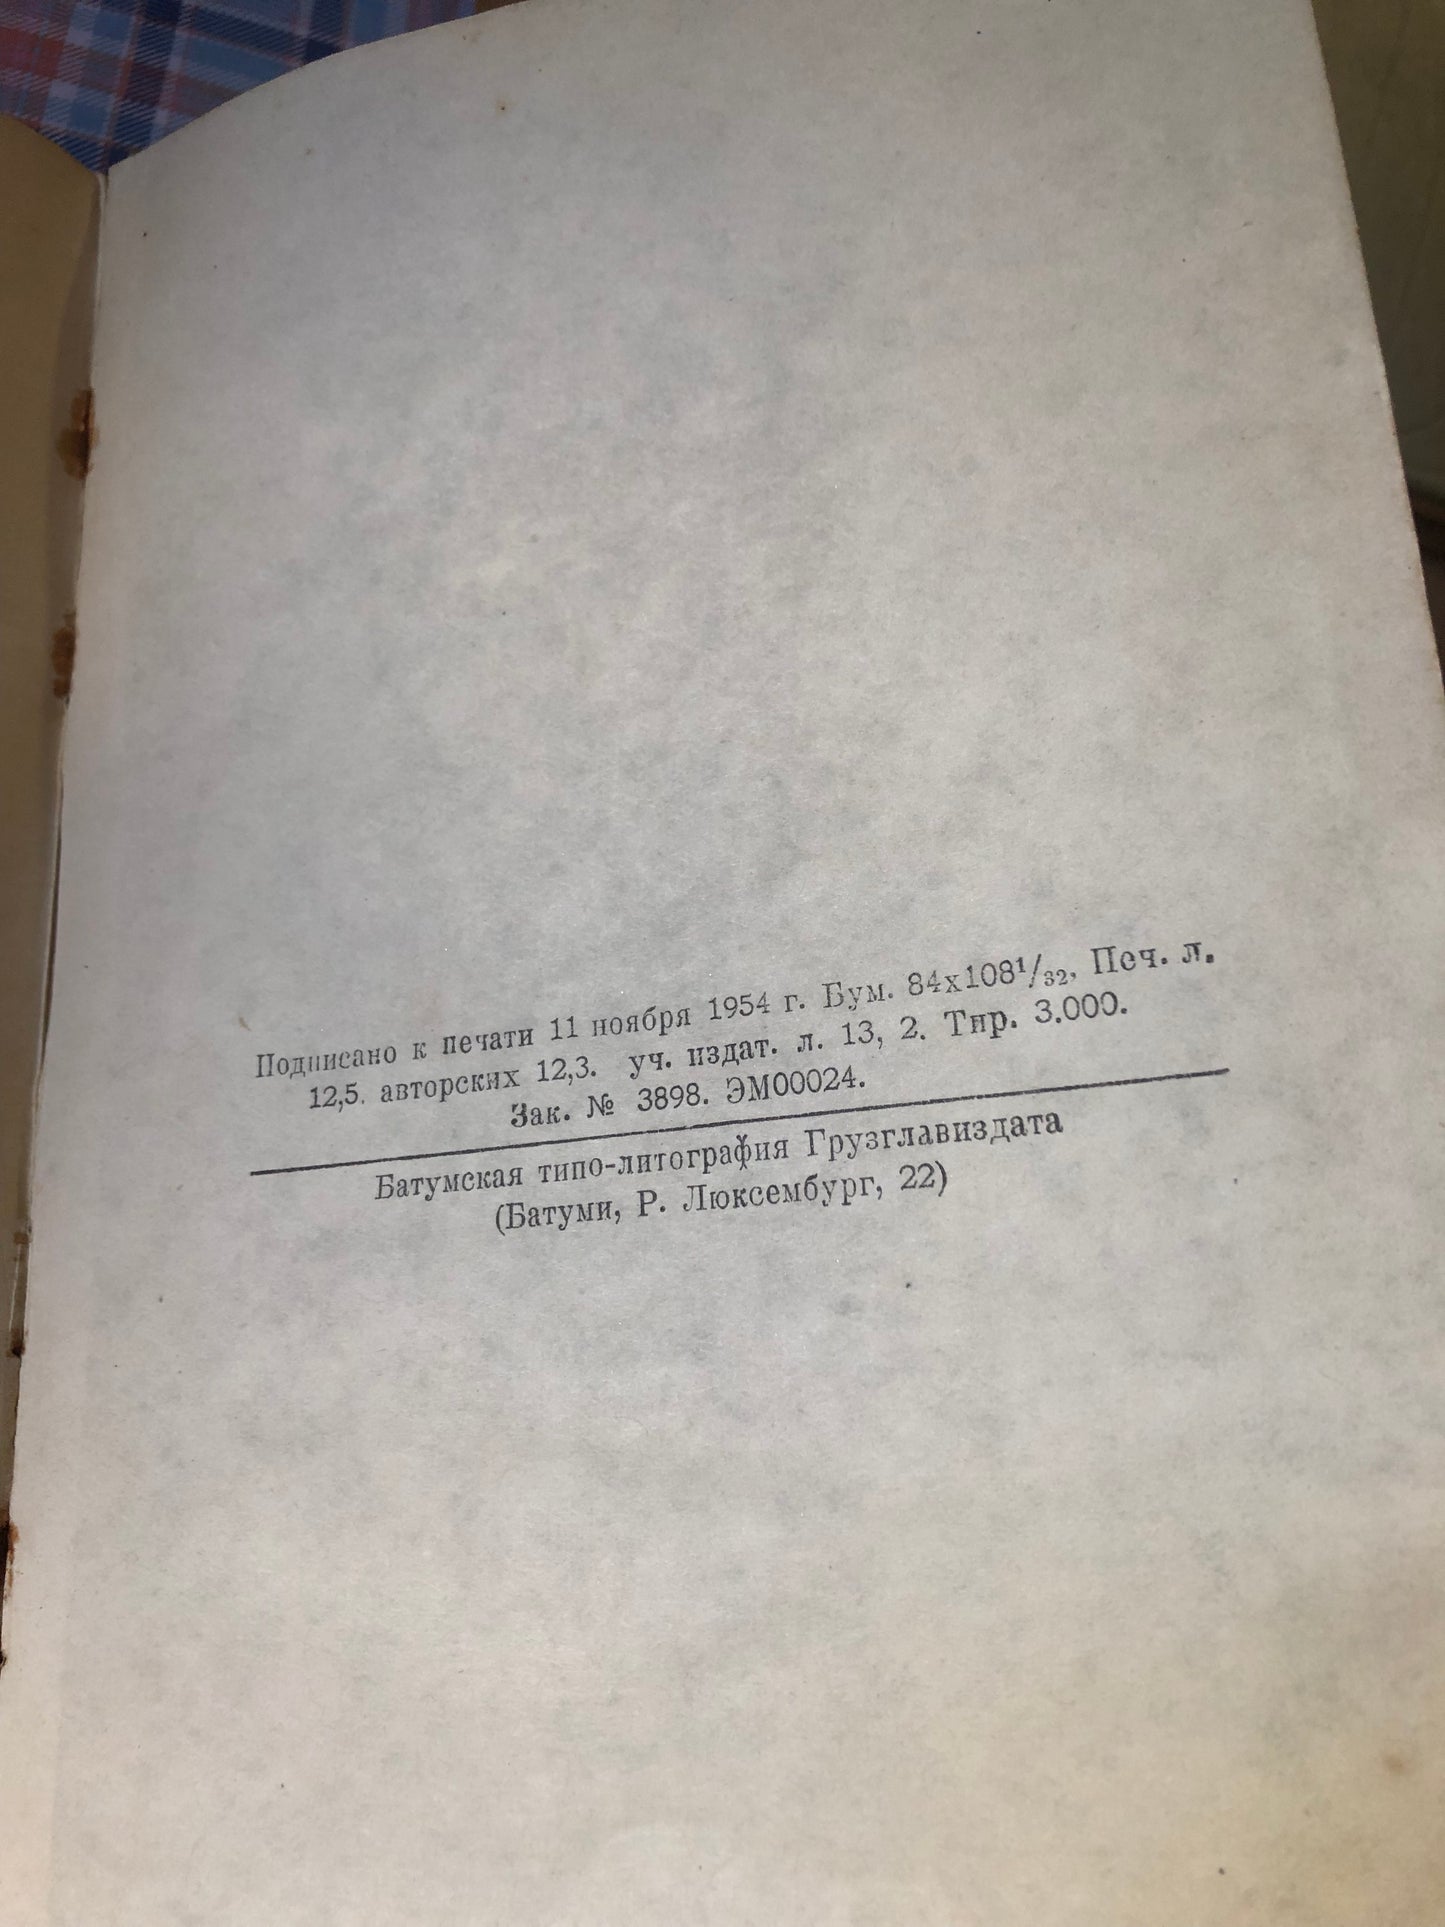 Подписано к печати 11 ноября 1954 г. Бум. 84х108¹/₃₂, Печ. л.
12,5. авторских 12,3. уч. издат. л. 13, 2. Тир. 3.000.
Зак. № 3898. ЭМ00024.
Батумская типо-литография Грузглавиздата
(Батуми, Р. Люксембург, 22)